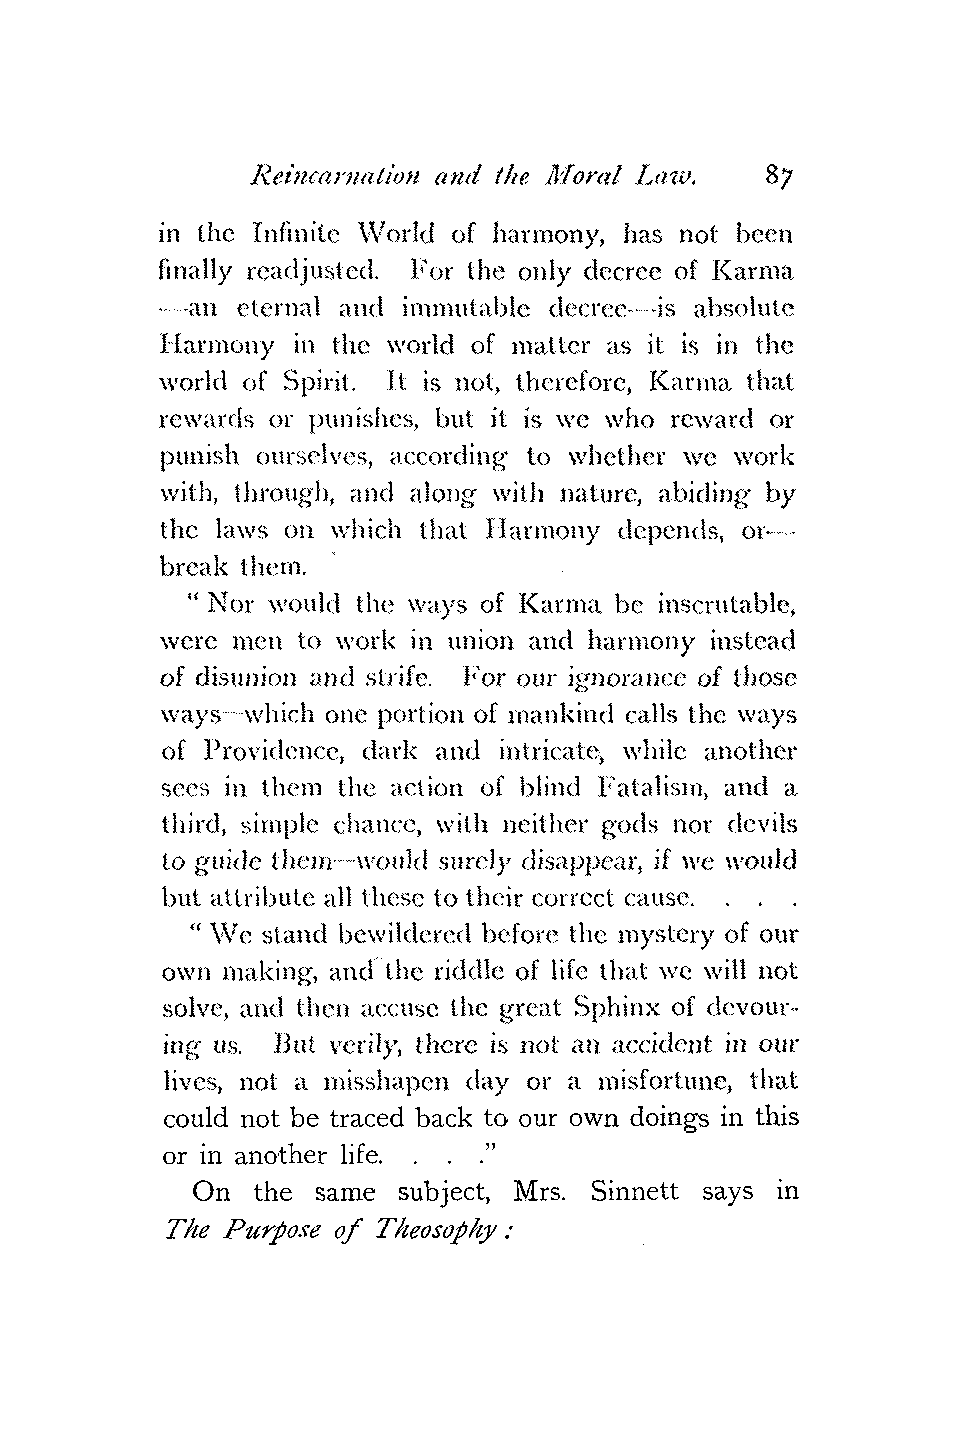 Reincarnation and the Moral Law. 87
in the Infinite World of harmony, has not been
finally readjusted. For the only decree of Karma
—an eternal and immutable decree—is absolute
Harmony in the world of matter as it is in the
world of Spirit. It is not, therefore, Karma that
rewards or punishes, but it is we who reward or
punish ourselves, according to whether we work
with, through, and along with nature, abiding by
the laws on which that Harmony depends, or—
break them.
" Nor would the ways of Karma be inscrutable,
were men to work in union and harmony instead
of disunion and strife. For our ignorance of those
ways—which one portion of mankind calls the ways
of Providence, dark and intricate, while another
sees in them the action of blind Fatalism, and a
third, simple chance, with neither gods nor devils
to guide them—would surely disappear, if we would
but attribute all these to their correct cause. . . .
" We stand bewildered before the mystery of our
own making, and the riddle of life that we will not
solve, and then accuse the great Sphinx of devour-
ing us. But verily, there is not an accident in our
lives, not a misshapen day or a misfortune, that
could not be traced back to our own doings in this
or in another life. . . ."
On the same subject, Mrs. Sinnett says in
The Purpose of Theosophy :